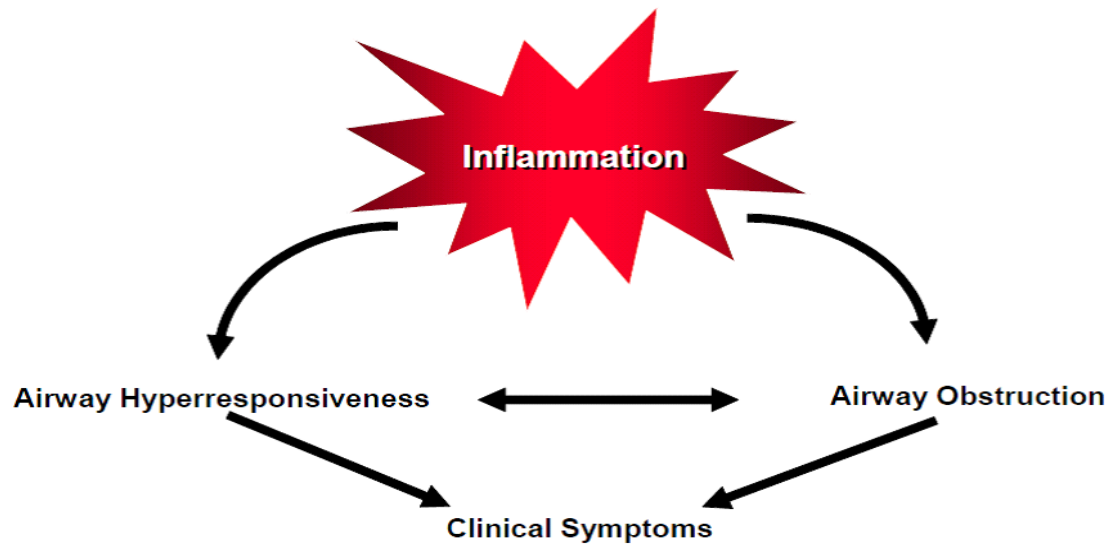 Inflammation
Airway Hyperresponsiveness
Airway Obstruction
Clinical Symptoms